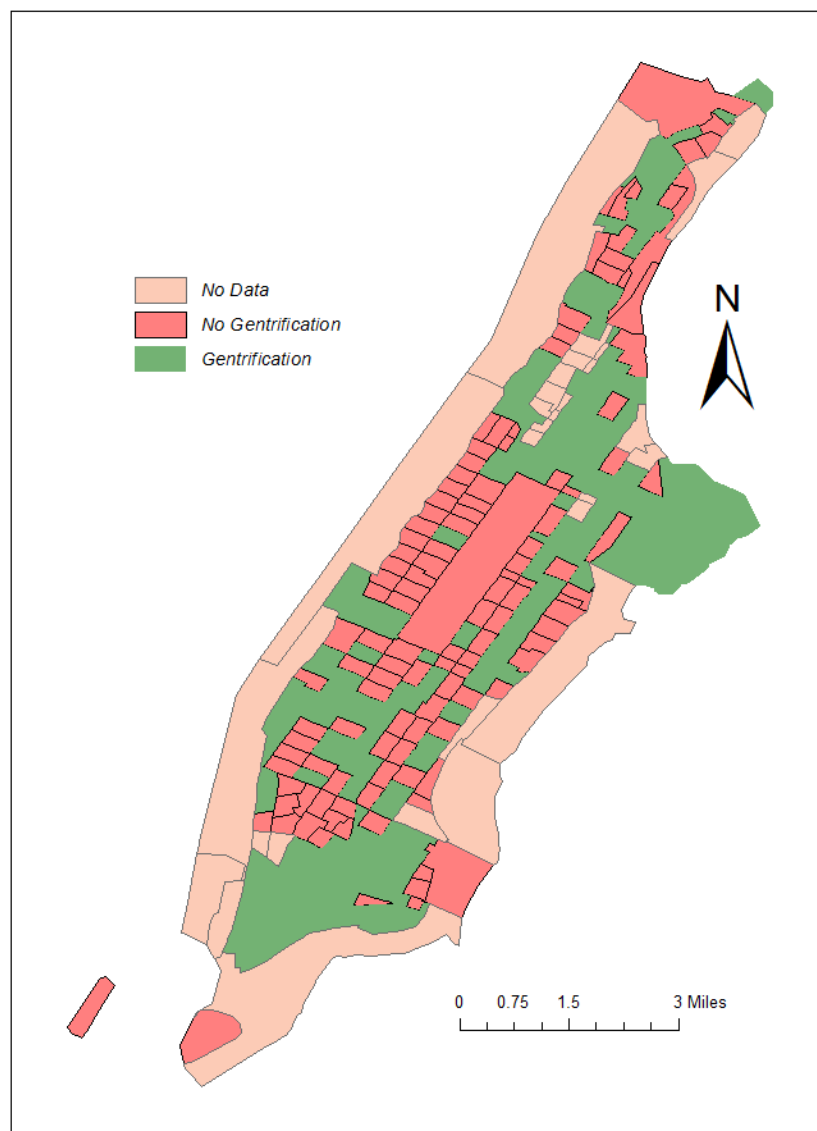 No Data
No Gentrification
Gentrification
N
0 0.75 1.5 3 Miles